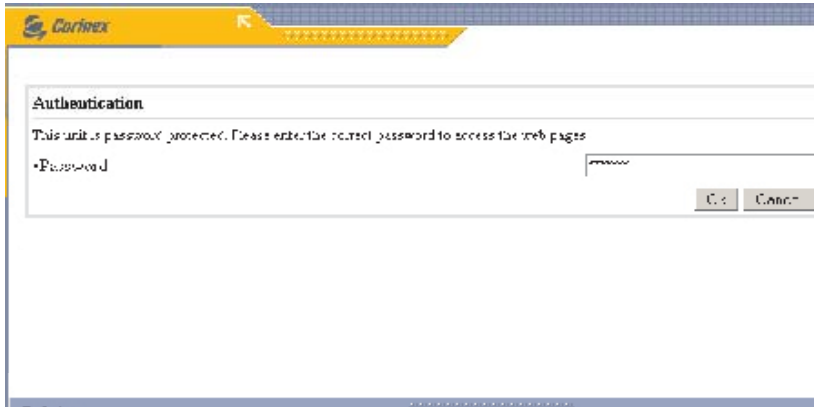 Corinex
Authentication
This unit is password protected. Please enter the correct password to access the web pages
•Password
Ok Cancel